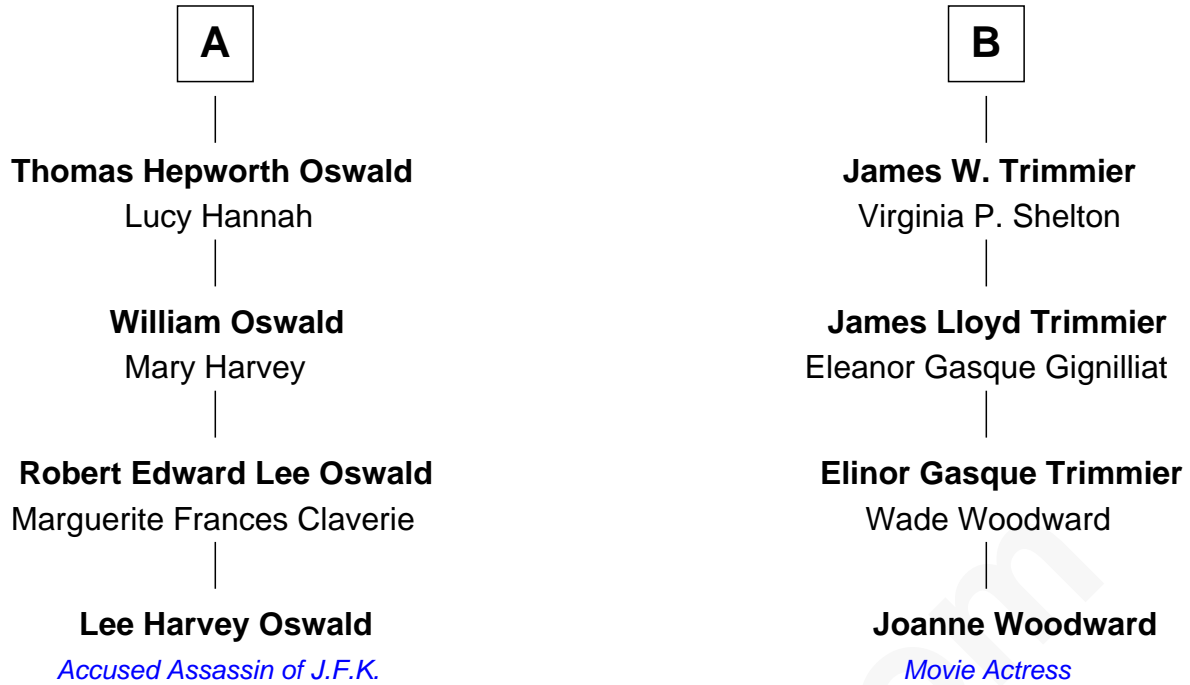 A
Thomas Hepworth Oswald
Lucy Hannah
William Oswald
Mary Harvey
Robert Edward Lee Oswald
Marguerite Frances Claverie
Lee Harvey Oswald
Accused Assassin of J.F.K.
B
James W. Trimmier
Virginia P. Shelton
James Lloyd Trimmier
Eleanor Gasque Gignilliat
Elinor Gasque Trimmier
Wade Woodward
Joanne Woodward
Movie Actress